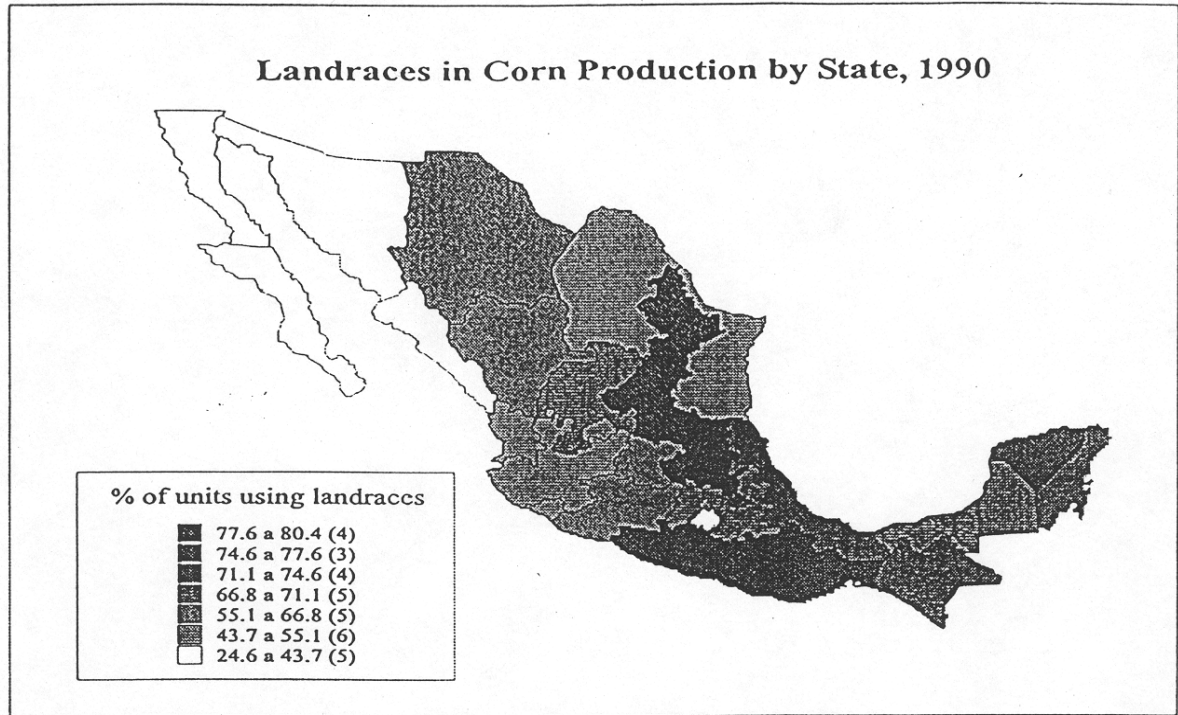 Landraces in Corn Production by State, 1990
% of units using landraces
77.6 a 80.4 (4)
74.6 a 77.6 (3)
71.1 a 74.6 (4)
66.8 a 71.1 (5)
55.1 a 66.8 (5)
43.7 a 55.1 (6)
24.6 a 43.7 (5)